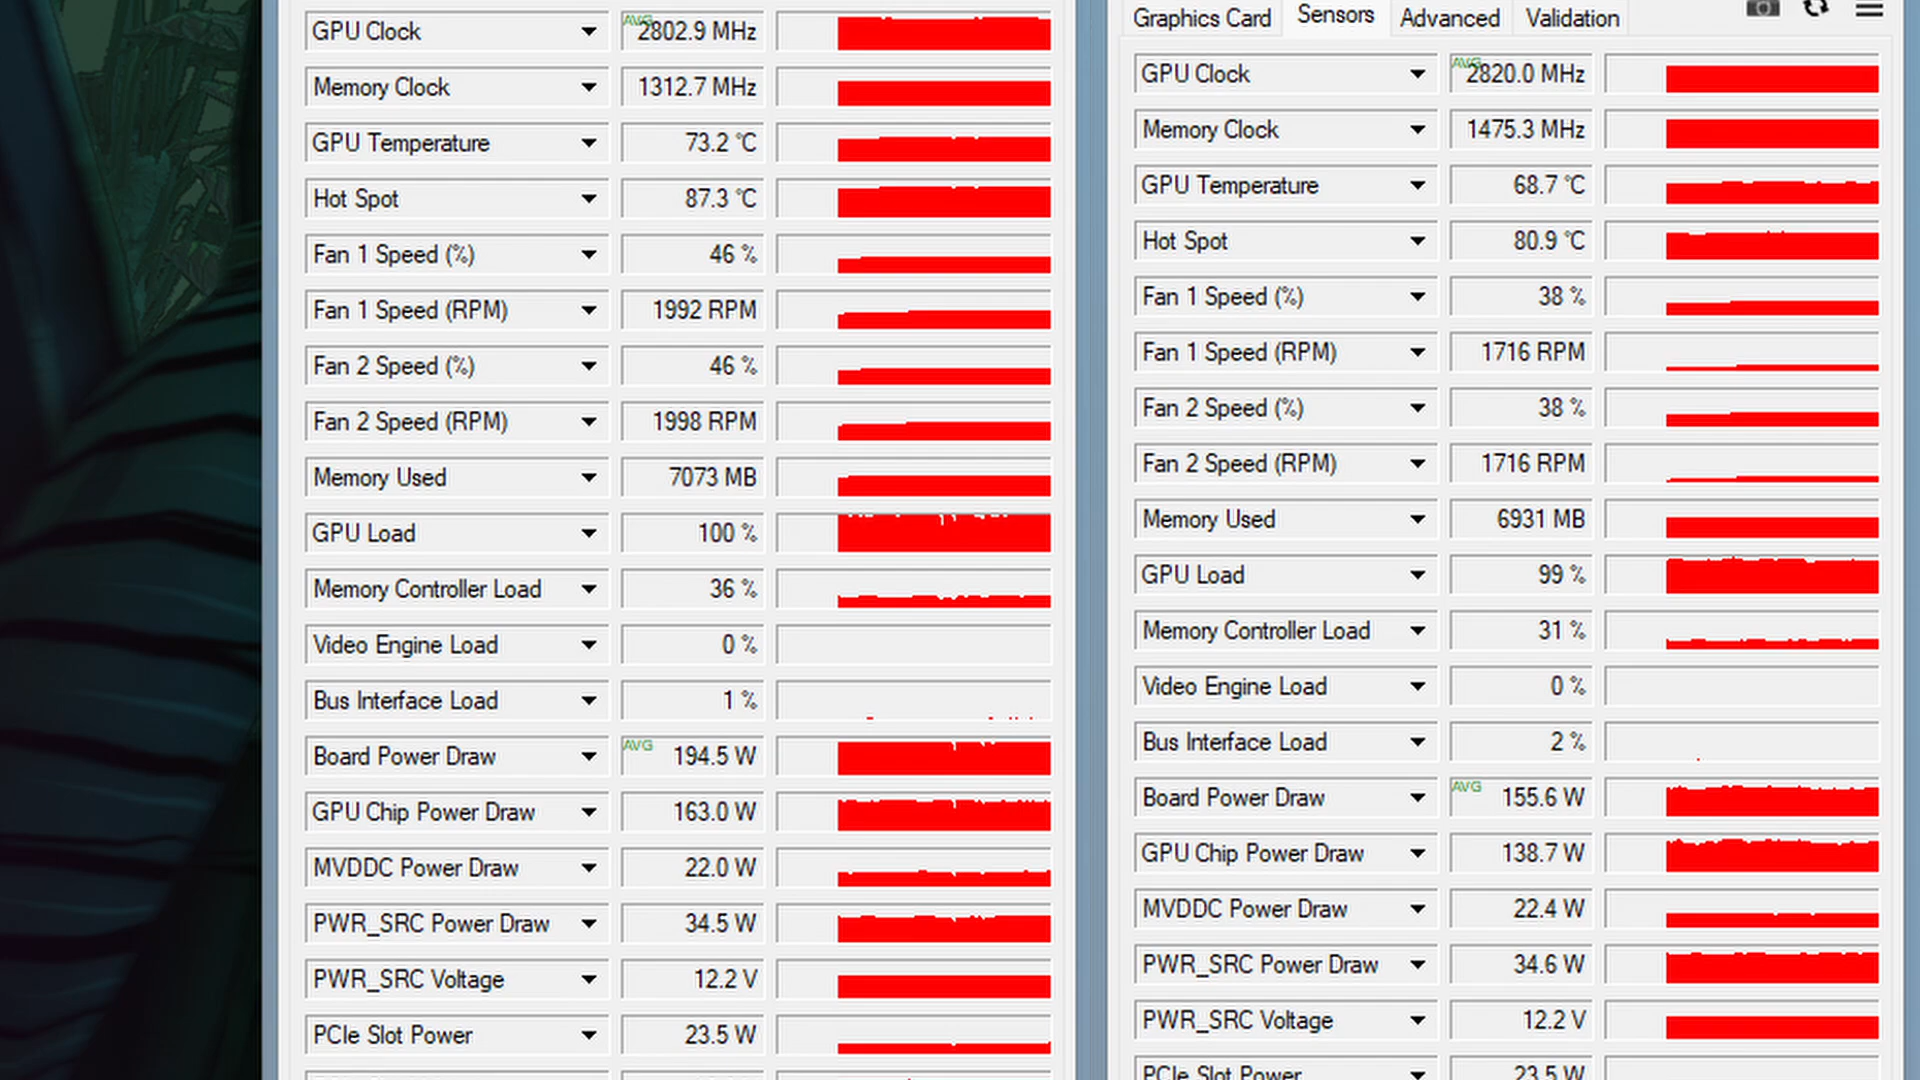 GPU Clock AVG 2802.9 MHz
Memory Clock 1312.7 MHz
GPU Temperature 73.2 °C
Hot Spot 87.3 °C
Fan 1 Speed (%) 46 %
Fan 1 Speed (RPM) 1992 RPM
Fan 2 Speed (%) 46 %
Fan 2 Speed (RPM) 1998 RPM
Memory Used 7073 MB
GPU Load 100 %
Memory Controller Load 36 %
Video Engine Load 0 %
Bus Interface Load 1 %
Board Power Draw AVG 194.5 W
GPU Chip Power Draw 163.0 W
MVDDC Power Draw 22.0 W
PWR_SRC Power Draw 34.5 W
PWR_SRC Voltage 12.2 V
PCIe Slot Power 23.5 W
Graphics Card Sensors Advanced Validation
GPU Clock AVG 2820.0 MHz
Memory Clock 1475.3 MHz
GPU Temperature 68.7 °C
Hot Spot 80.9 °C
Fan 1 Speed (%) 38 %
Fan 1 Speed (RPM) 1716 RPM
Fan 2 Speed (%) 38 %
Fan 2 Speed (RPM) 1716 RPM
Memory Used 6931 MB
GPU Load 99 %
Memory Controller Load 31 %
Video Engine Load 0 %
Bus Interface Load 2 %
Board Power Draw AVG 155.6 W
GPU Chip Power Draw 138.7 W
MVDDC Power Draw 22.4 W
PWR_SRC Power Draw 34.6 W
PWR_SRC Voltage 12.2 V
PCIe Slot Power 23.5 W